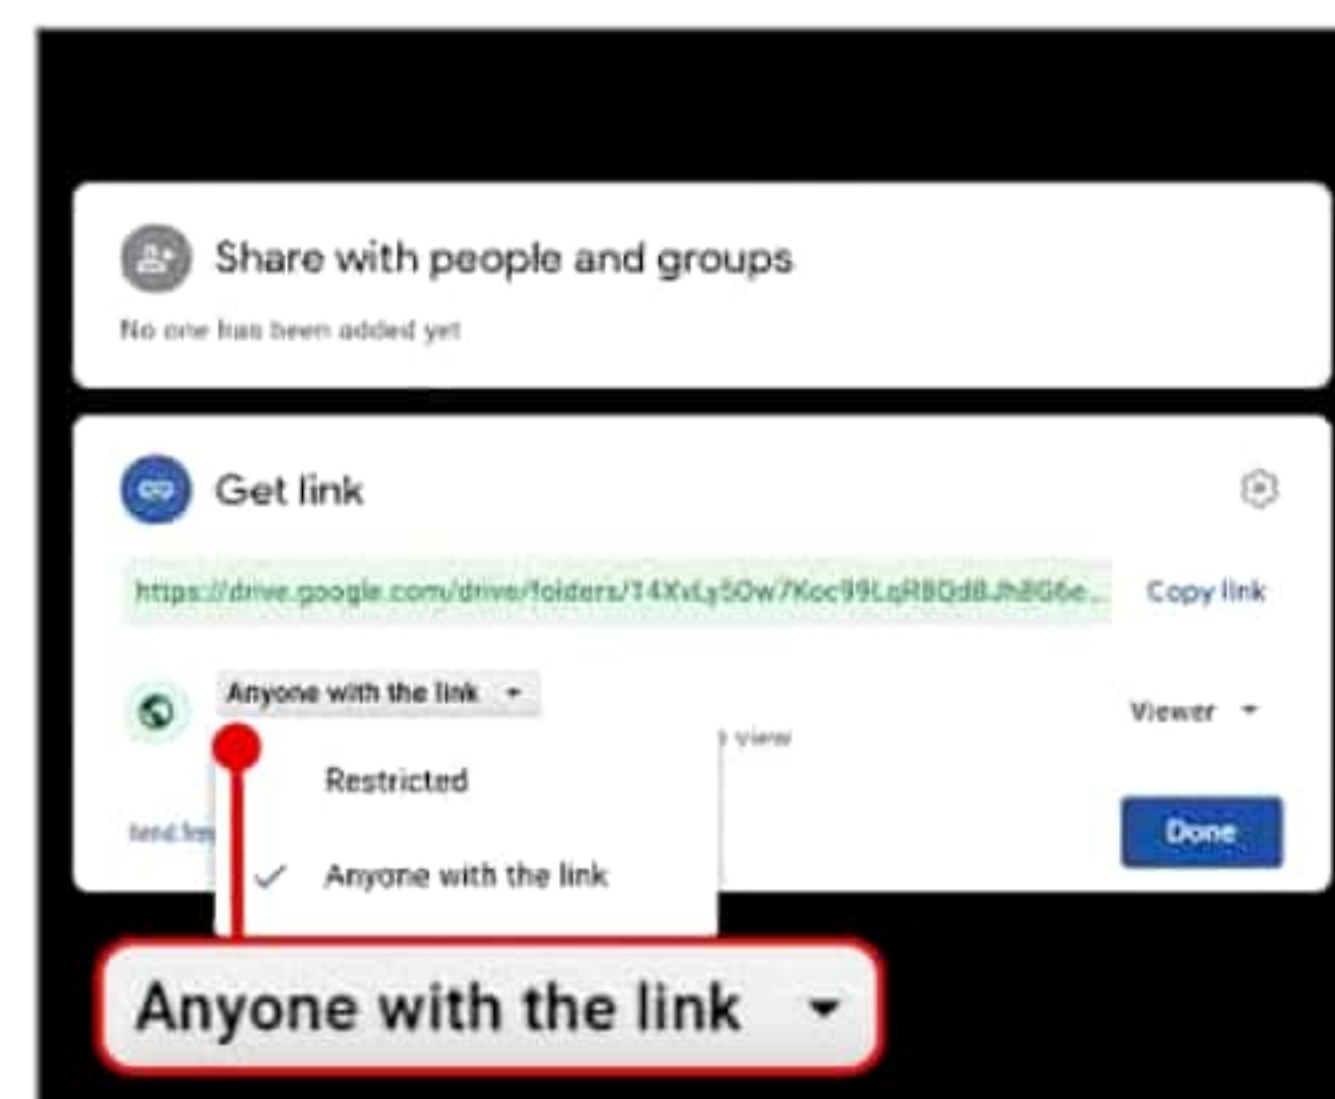 Share with people and groups
No one has been added yet
Get link
Copy link
Anyone with the link
Viewer
view
Restricted
Done
Anyone with the link
Anyone with the link